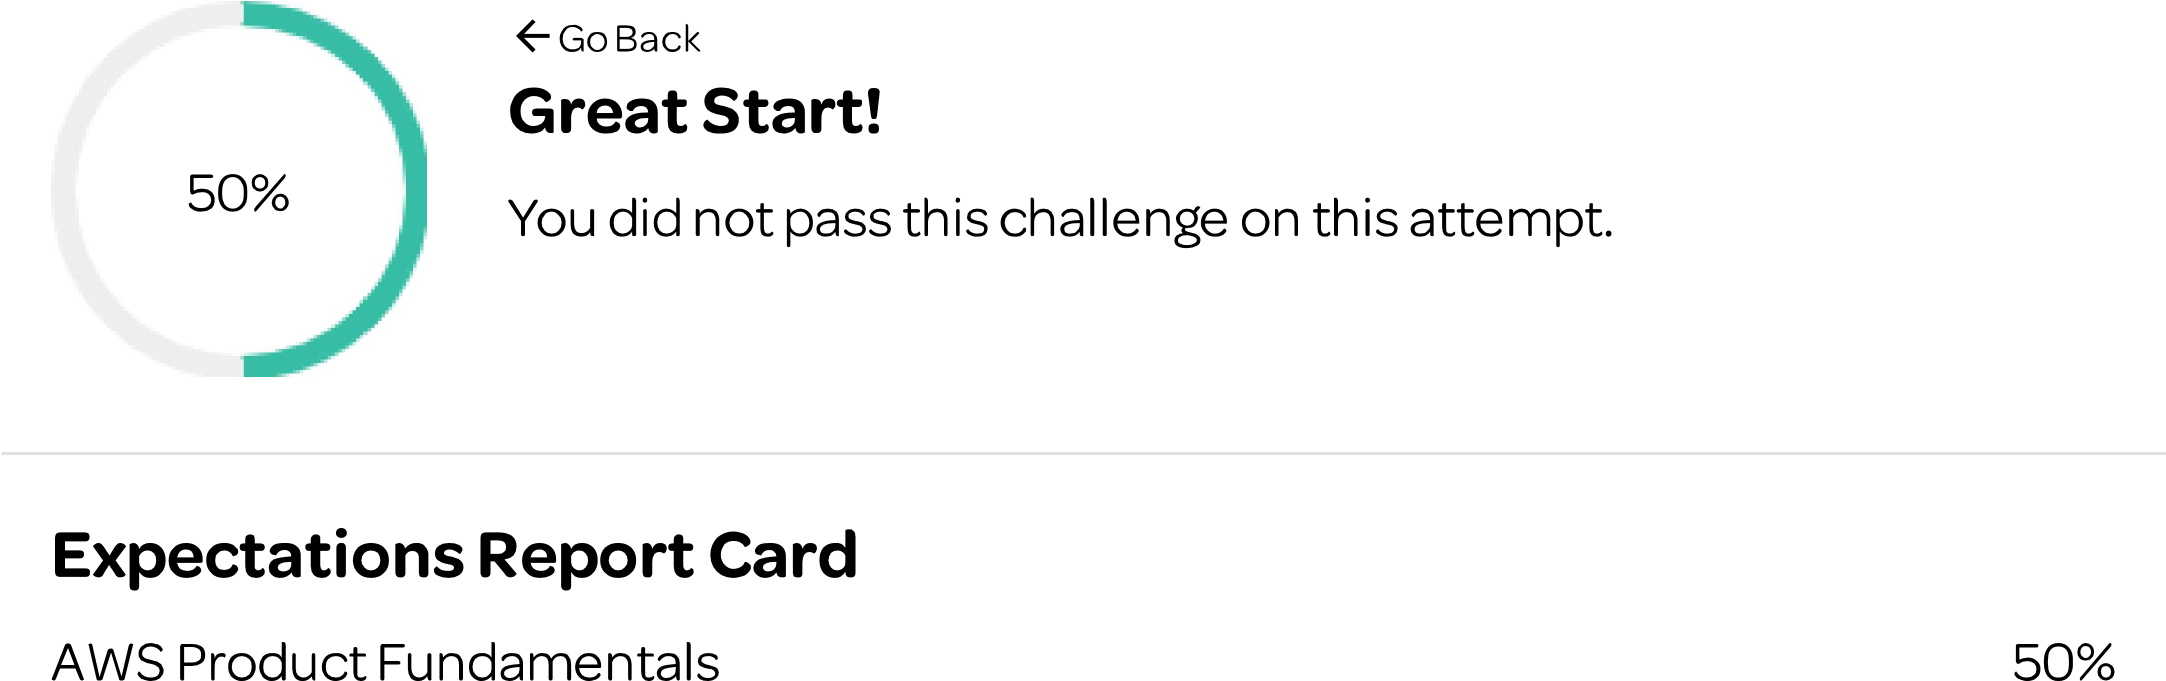 50%
← Go Back
Great Start!
You did not pass this challenge on this attempt.
Expectations Report Card
AWS Product Fundamentals 50%